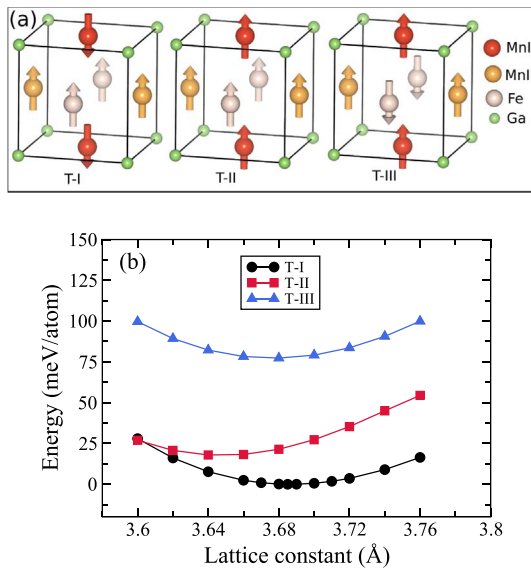 (a)
MnI
MnI
Fe
Ga
T-I
T-II
T-III
(b)
T-I
T-II
T-III
150
125
100
75
50
25
0
Energy (meV/atom)
3.6 3.64 3.68 3.72 3.76 3.8
Lattice constant (Å)